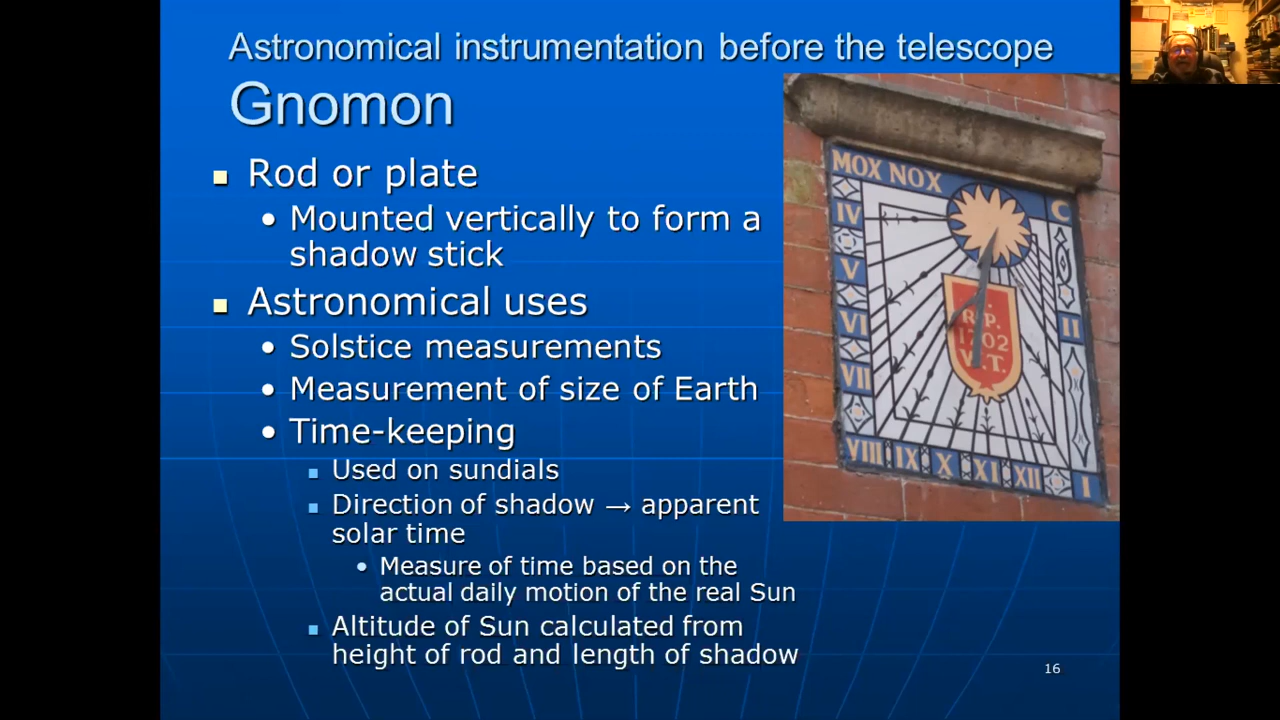 Astronomical instrumentation before the telescope
Gnomon
Rod or plate
Mounted vertically to form a
shadow stick
Astronomical uses
Solstice measurements
Measurement of size of Earth
Time-keeping
Used on sundials
Direction of shadow → apparent
solar time
Measure of time based on the
actual daily motion of the real Sun
Altitude of Sun calculated from
height of rod and length of shadow
MOX NOX
C
IV
V
VI
VII
VIII IX X XI XII I
II
R.P.
1702
16